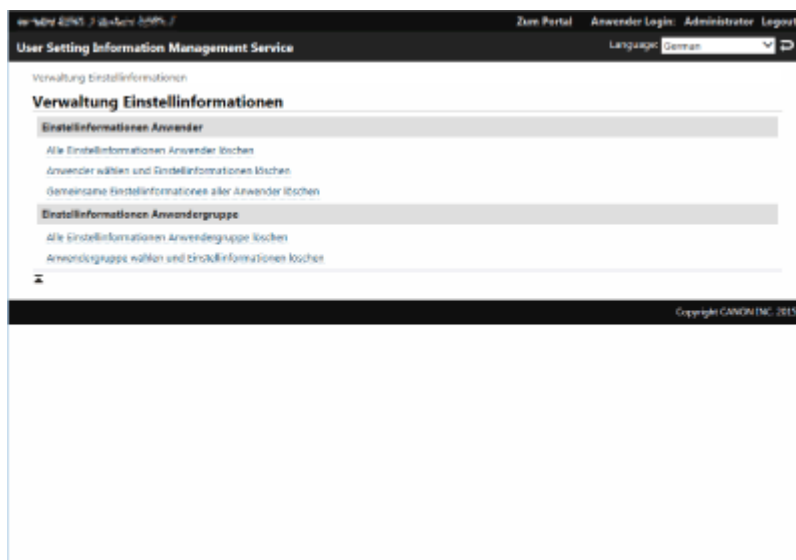 Zum Portal Anwender Login: Administrator Logout
User Setting Information Management Service
Language: German
Verwaltung Einstellinformationen
Verwaltung Einstellinformationen
Einstellinformationen Anwender
Alle Einstellinformationen Anwender löschen
Anwender wählen und Einstellinformationen löschen
Gemeinsame Einstellinformationen aller Anwender löschen
Einstellinformationen Anwendergruppe
Alle Einstellinformationen Anwendergruppe löschen
Anwendergruppe wählen und Einstellinformationen löschen
Copyright CANON INC. 2015